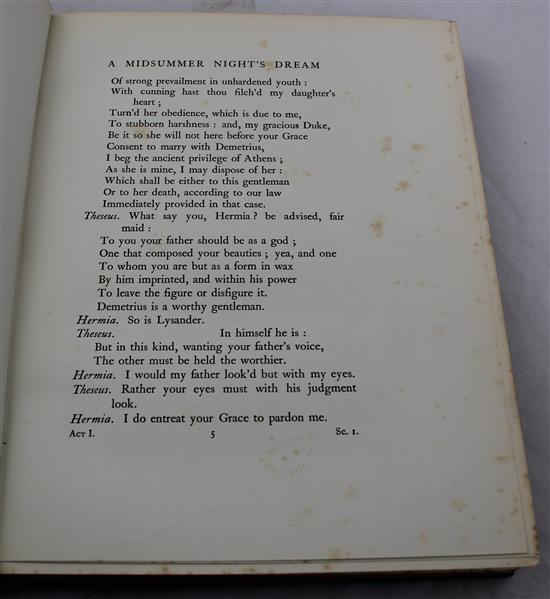 A MIDSUMMER NIGHT'S DREAM
Of strong prevailment in unhardened youth :
With cunning hast thou filch'd my daughter's
heart ;
Turn'd her obedience, which is due to me,
To stubborn harshness : and, my gracious Duke,
Be it so she will not here before your Grace
Consent to marry with Demetrius,
I beg the ancient privilege of Athens ;
As she is mine, I may dispose of her :
Which shall be either to this gentleman
Or to her death, according to our law
Immediately provided in that case.
Theseus. What say you, Hermia ? be advised, fair
maid :
To you your father should be as a god ;
One that composed your beauties ; yea, and one
To whom you are but as a form in wax
By him imprinted, and within his power
To leave the figure or disfigure it.
Demetrius is a worthy gentleman.
Hermia. So is Lysander.
Theseus. In himself he is :
But in this kind, wanting your father's voice,
The other must be held the worthier.
Hermia. I would my father look'd but with my eyes.
Theseus. Rather your eyes must with his judgment
look.
Hermia. I do entreat your Grace to pardon me.
ACT I. 5 Sc. 1.